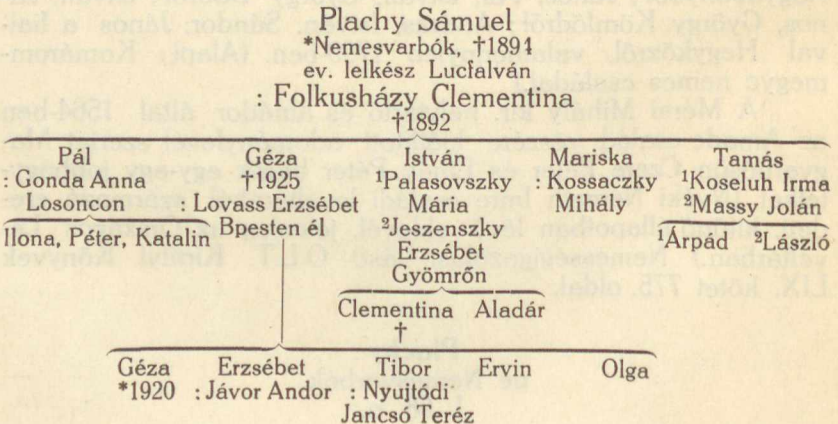 Plachy Sámuel
*Nemesvarbók, †1894
ev. lelkész Lucfalván
: Folkusházy Clementina
†1892
Pál Géza István Mariska Tamás
: Gonda Anna †1925 ¹Palasovszky : Kossaczky ¹Koseluh Irma
Losoncon : Lovass Erzsébet Mária Mihály ²Massy Jolán
Ilona, Péter, Katalin Bpesten él ²Jeszenszky ¹Árpád ²László
Erzsébet
Gyömrőn
Clementina Aladár
†
Géza Erzsébet Tibor Ervin Olga
*1920 : Jávor Andor : Nyujtódi
Jancsó Teréz